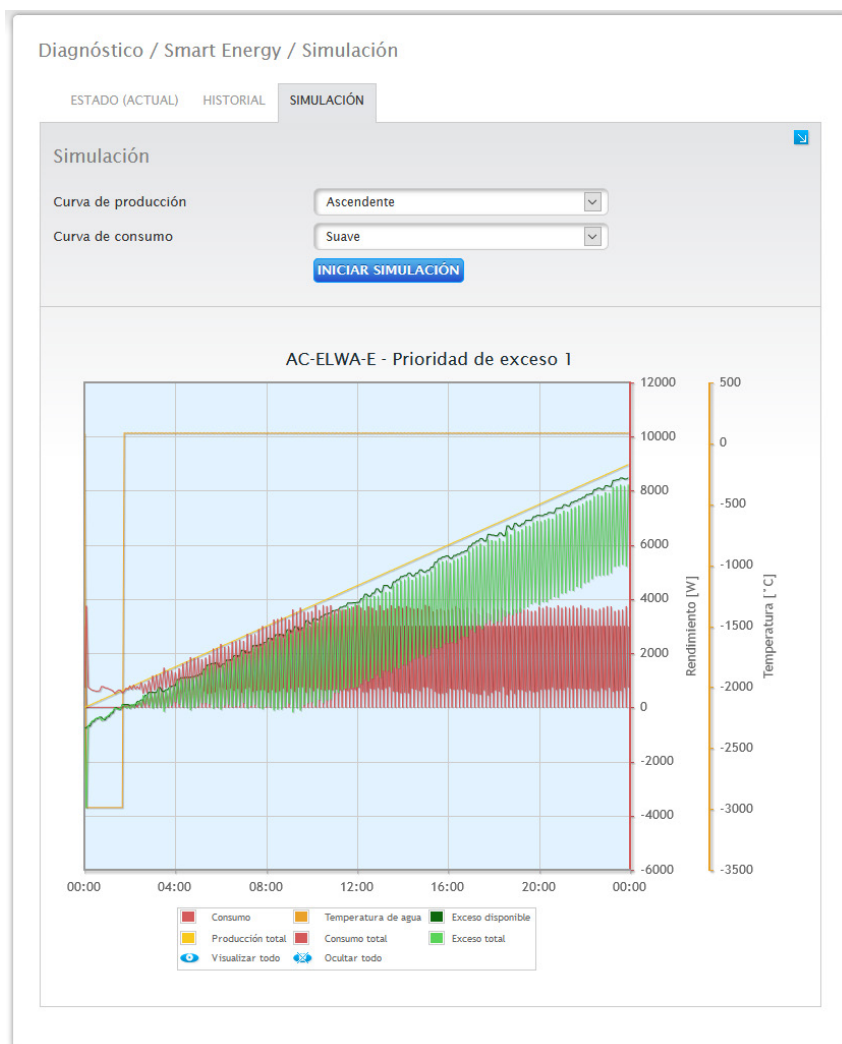 Diagnóstico / Smart Energy / Simulación
ESTADO (ACTUAL) HISTORIAL SIMULACIÓN
Simulación
Curva de producción Ascendente
Curva de consumo Suave
INICIAR SIMULACIÓN
AC-ELWA-E - Prioridad de exceso 1
12000 500
10000 0
8000 -500
6000 -1000
4000 -1500
2000 -2000
0 -2500
-2000 -3000
-4000 -3500
-6000
Rendimiento [W]
Temperatura [°C]
00:00 04:00 08:00 12:00 16:00 20:00 00:00
Consumo Temperatura de agua Exceso disponible
Producción total Consumo total Exceso total
Visualizar todo Ocultar todo